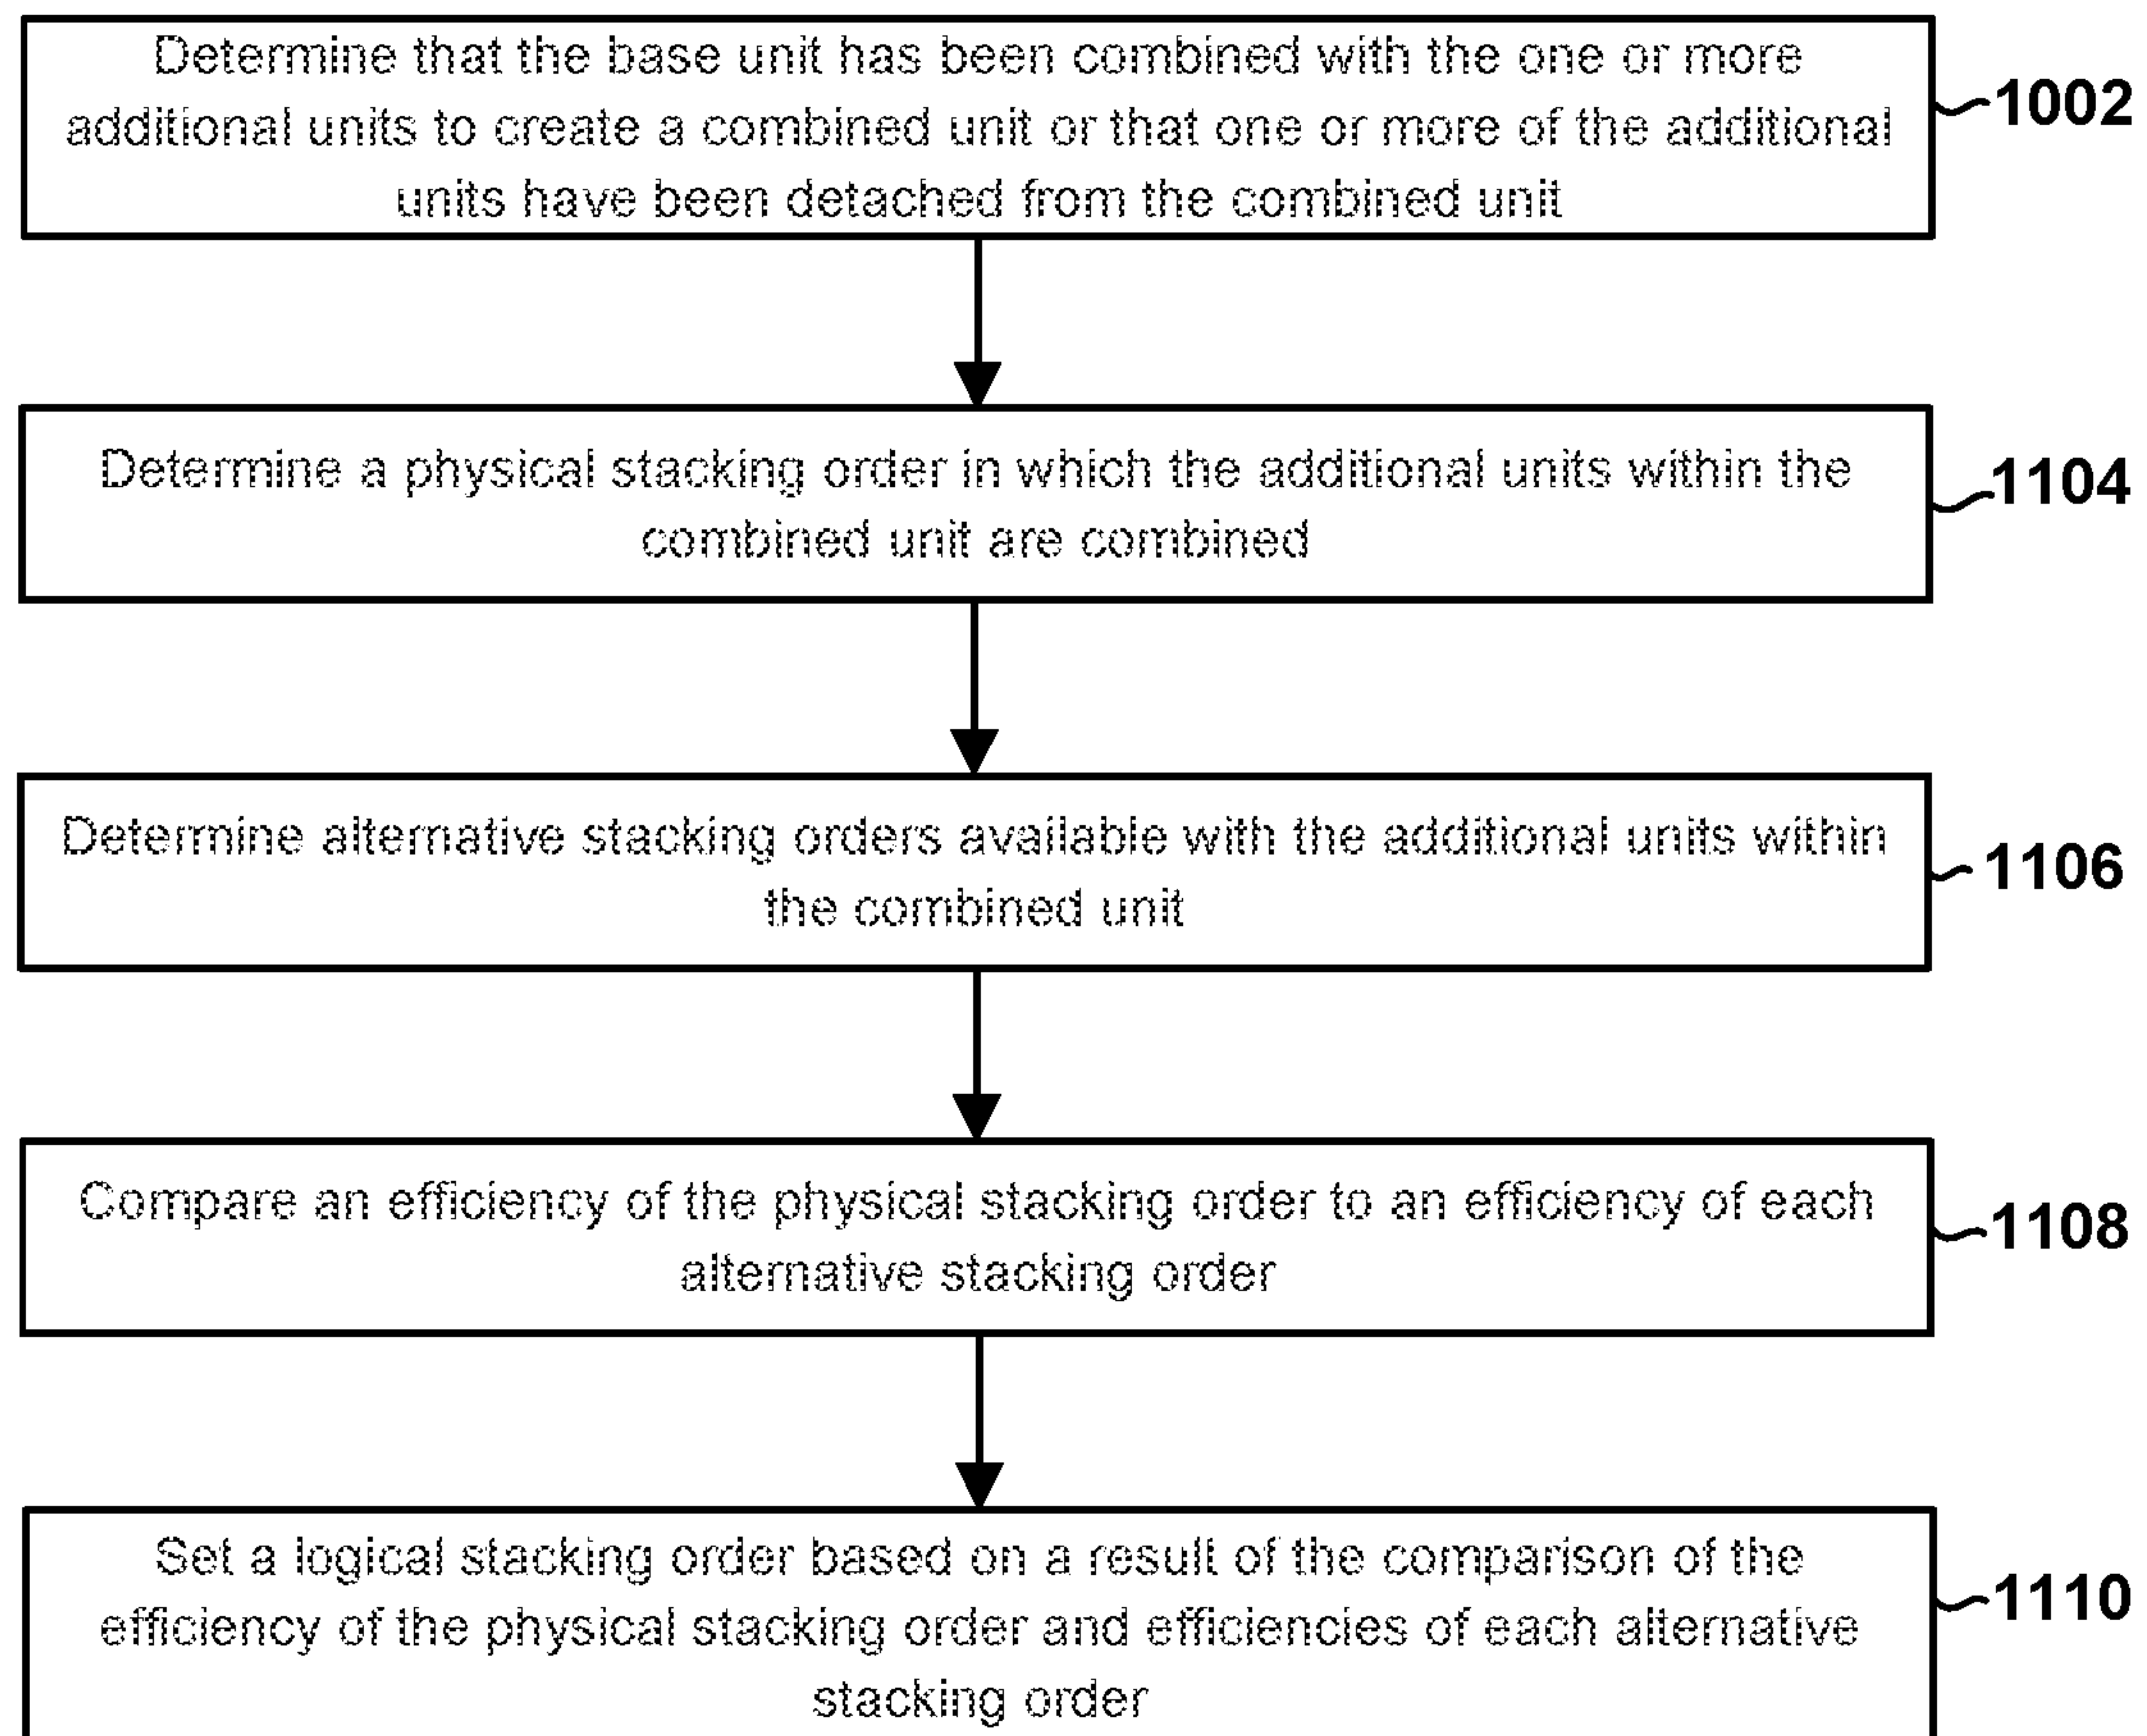 Determine that the base unit has been combined with the one or more
additional units to create a combined unit or that one or more of the additional
units have been detached from the combined unit
1002
Determine a physical stacking order in which the additional units within the
combined unit are combined
1104
Determine alternative stacking orders available with the additional units within
the combined unit
1106
Compare an efficiency of the physical stacking order to an efficiency of each
alternative stacking order
1108
Set a logical stacking order based on a result of the comparison of the
efficiency of the physical stacking order and efficiencies of each alternative
stacking order
1110